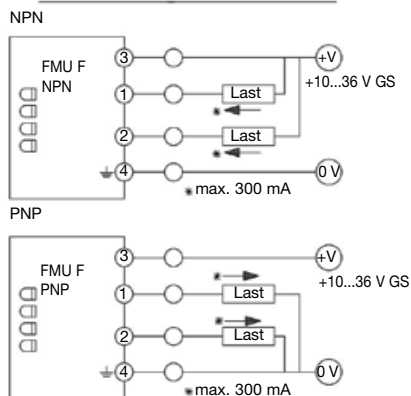 NPN
3 +V
FMU F
NPN
+10...36 V GS
1 Last
*
2 Last
*
4 0 V
* max. 300 mA
PNP
3 +V
FMU F
PNP
+10...36 V GS
*
1 Last
*
2 Last
4 0 V
* max. 300 mA